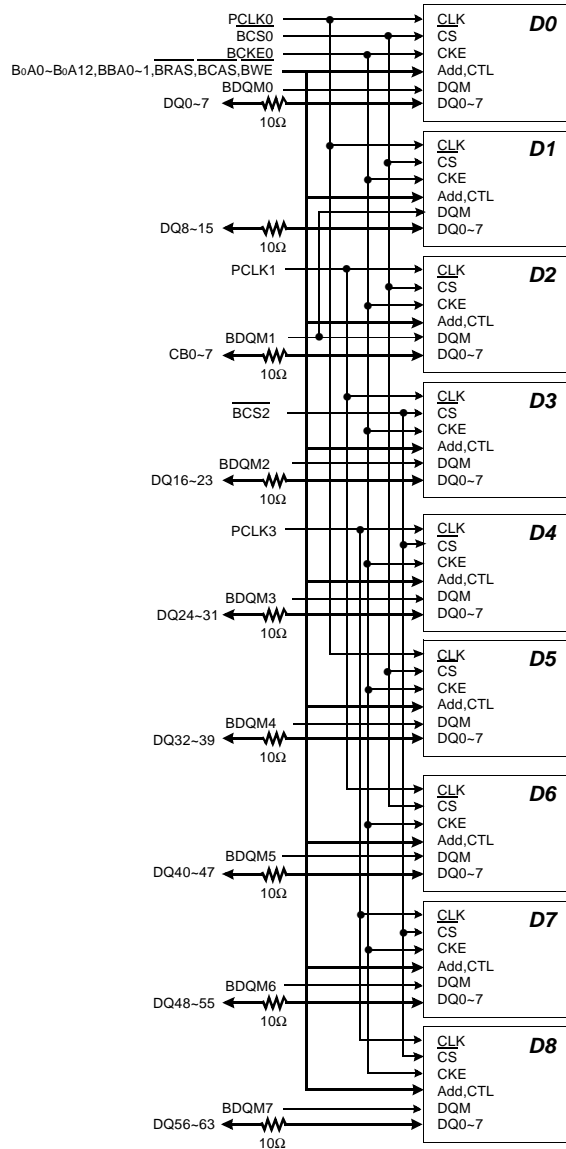 PCLK0 CLK D0
BCS0 CS
BCKE0 CKE
B0A0~B0A12,BBA0~1,BRAS,BCAS,BWE Add,CTL
BDQM0 DQM
DQ0~7 10Ω DQ0~7
CLK D1
CS
CKE
Add,CTL
DQM
DQ8~15 10Ω DQ0~7
PCLK1 CLK D2
CS
CKE
Add,CTL
BDQM1 DQM
CB0~7 10Ω DQ0~7
CLK D3
BCS2 CS
CKE
Add,CTL
BDQM2 DQM
DQ16~23 10Ω DQ0~7
PCLK3 CLK D4
CS
CKE
Add,CTL
BDQM3 DQM
DQ24~31 10Ω DQ0~7
CLK D5
CS
CKE
Add,CTL
BDQM4 DQM
DQ32~39 10Ω DQ0~7
CLK D6
CS
CKE
Add,CTL
BDQM5 DQM
DQ40~47 10Ω DQ0~7
CLK D7
CS
CKE
Add,CTL
BDQM6 DQM
DQ48~55 10Ω DQ0~7
CLK D8
CS
CKE
Add,CTL
BDQM7 DQM
DQ56~63 10Ω DQ0~7